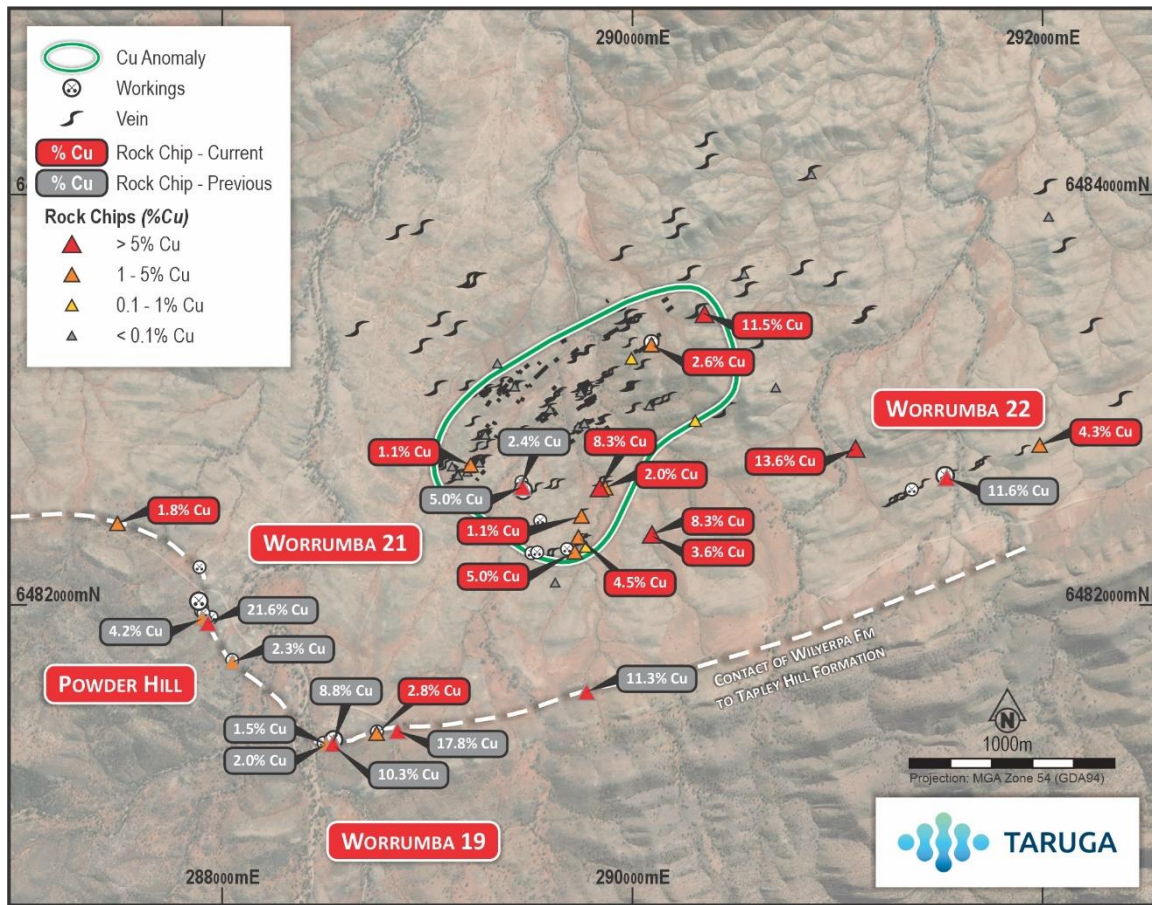 290000mE
292000mE
Cu Anomaly
Workings
Vein
% Cu Rock Chip - Current
% Cu Rock Chip - Previous
Rock Chips (%Cu)
> 5% Cu
1 - 5% Cu
0.1 - 1% Cu
< 0.1% Cu
6484000mN
11.5% Cu
2.6% Cu
WORRUMBA 22
2.4% Cu
8.3% Cu
4.3% Cu
1.1% Cu
13.6% Cu
2.0% Cu
5.0% Cu
11.6% Cu
1.8% Cu
8.3% Cu
1.1% Cu
WORRUMBA 21
3.6% Cu
5.0% Cu
4.5% Cu
6482000mN
6482000mN
21.6% Cu
4.2% Cu
2.3% Cu
CONTACT OF WILYERPA FM
TO TAPLEY HILL FORMATION
POWDER HILL
8.8% Cu
2.8% Cu
11.3% Cu
1.5% Cu
17.8% Cu
2.0% Cu
10.3% Cu
N
1000m
Projection: MGA Zone 54 (GDA94)
WORRUMBA 19
TARUGA
288000mE
290000mE